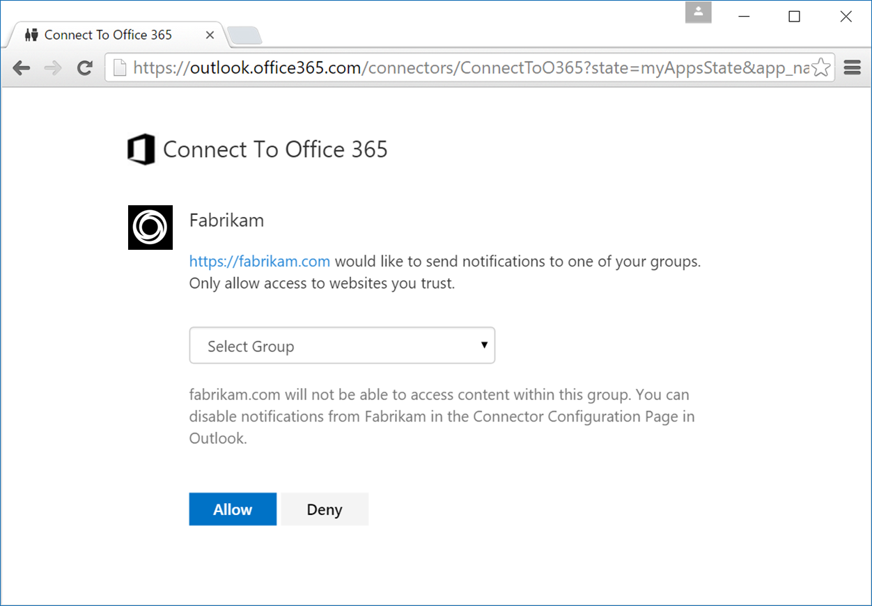 Connect To Office 365
https://outlook.office365.com/connectors/ConnectToO365?state=myAppsState&app_na
Connect To Office 365
Fabrikam
https://fabrikam.com would like to send notifications to one of your groups.
Only allow access to websites you trust.
Select Group
fabrikam.com will not be able to access content within this group. You can
disable notifications from Fabrikam in the Connector Configuration Page in
Outlook.
Allow Deny